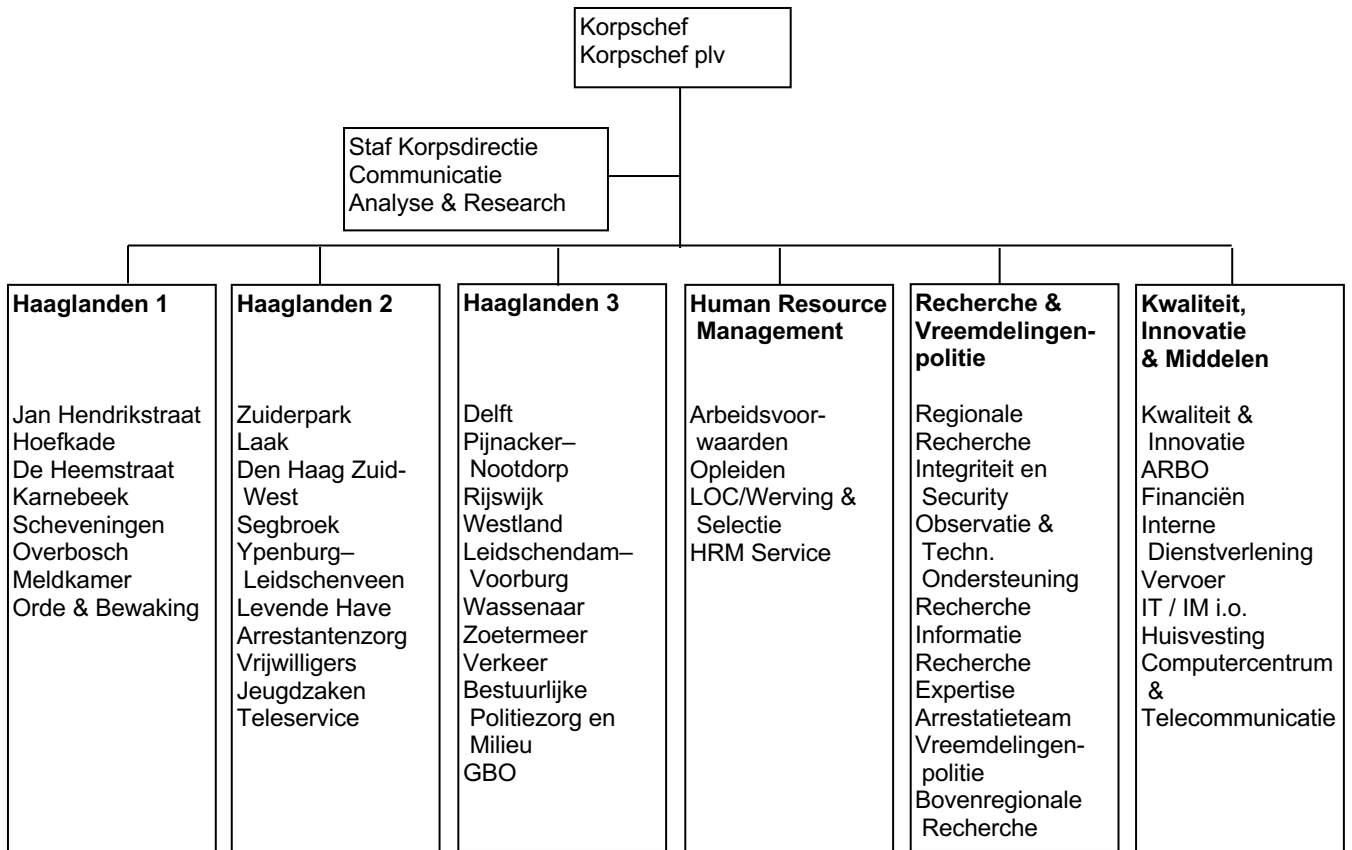 Korpschef
Korpschef plv
Staf Korpsdirectie
Communicatie
Analyse & Research
Haaglanden 1
Jan Hendrikstraat
Hoefkade
De Heemstraat
Karnebeek
Scheveningen
Overbosch
Meldkamer
Orde & Bewaking
Haaglanden 2
Zuiderpark
Laak
Den Haag Zuid-
West
Segbroek
Ypenburg–
Leidschenveen
Levende Have
Arrestantenzorg
Vrijwilligers
Jeugdzaken
Teleservice
Haaglanden 3
Delft
Pijnacker–
Nootdorp
Rijswijk
Westland
Leidschendam–
Voorburg
Wassenaar
Zoetermeer
Verkeer
Bestuurlijke
Politiezorg en
Milieu
GBO
Human Resource
Management
Arbeidsvoor-
waarden
Opleiden
LOC/Werving &
Selectie
HRM Service
Recherche &
Vreemdelingen-
politie
Regionale
Recherche
Integriteit en
Security
Observatie &
Techn.
Ondersteuning
Recherche
Informatie
Recherche
Expertise
Arrestatieteam
Vreemdelingen-
politie
Bovenregionale
Recherche
Kwaliteit,
Innovatie
& Middelen
Kwaliteit &
Innovatie
ARBO
Financiën
Interne
Dienstverlening
Vervoer
IT / IM i.o.
Huisvesting
Computercentrum
&
Telecommunicatie